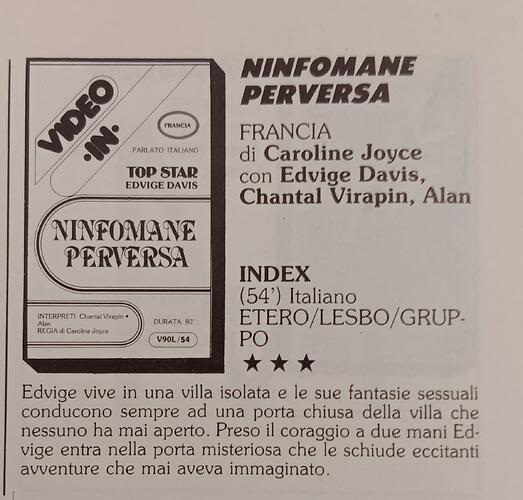 VIDEO
·IN·
FRANCIA
PARLATO ITALIANO
TOP STAR
EDVIGE DAVIS
NINFOMANE
PERVERSA
INTERPRETI: Chantal Virapin •
Alan
REGIA di Caroline Joyce
DURATA: 80'
V90L/54
NINFOMANE
PERVERSA
FRANCIA
di Caroline Joyce
con Edvige Davis,
Chantal Virapin, Alan
INDEX
(54') Italiano
ETERO/LESBO/GRUP-
PO
★★★
Edvige vive in una villa isolata e le sue fantasie sessuali
conducono sempre ad una porta chiusa della villa che
nessuno ha mai aperto. Preso il coraggio a due mani Ed-
vige entra nella porta misteriosa che le schiude eccitanti
avventure che mai aveva immaginato.